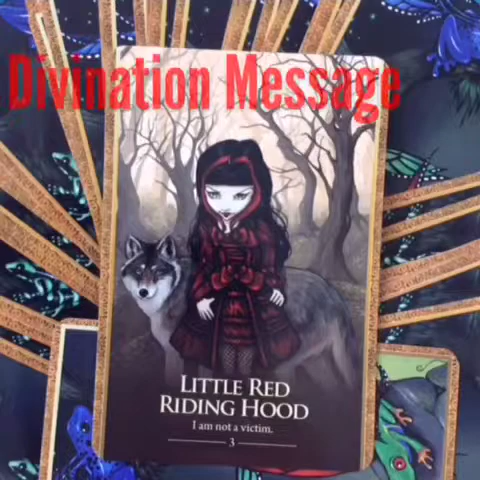 Divination Message
LITTLE RED
RIDING HOOD
I am not a victim.
3